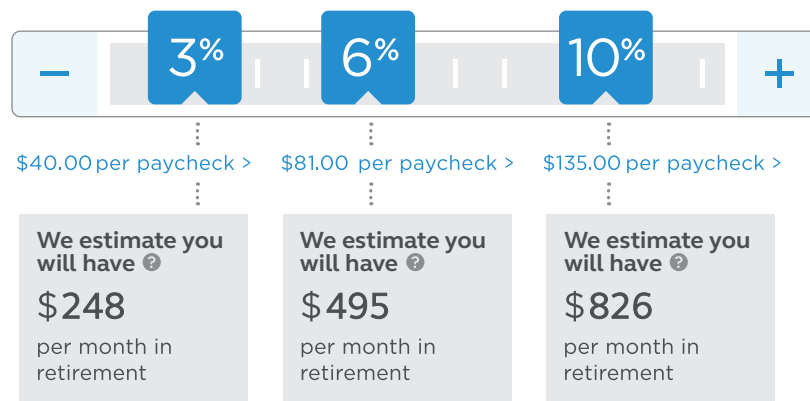 − 3% 6% 10% +
$40.00 per paycheck > $81.00 per paycheck > $135.00 per paycheck >
We estimate you
will have ?
$248
per month in
retirement
We estimate you
will have ?
$495
per month in
retirement
We estimate you
will have ?
$826
per month in
retirement